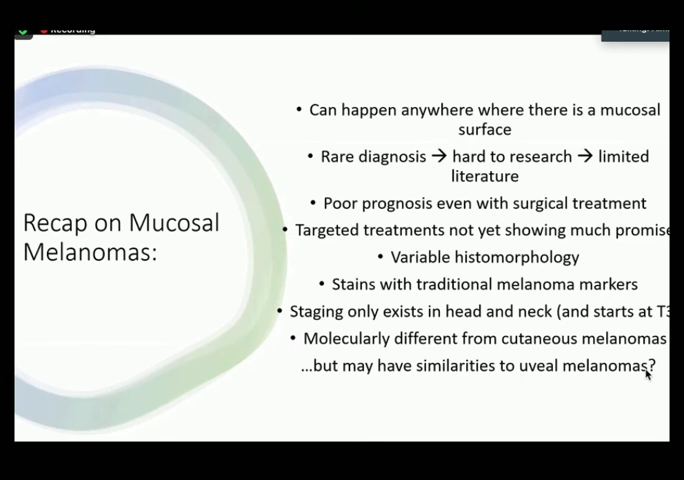 Recap on Mucosal
Melanomas:
• Can happen anywhere where there is a mucosal
surface
• Rare diagnosis → hard to research → limited
literature
• Poor prognosis even with surgical treatment
• Targeted treatments not yet showing much promise
• Variable histomorphology
• Stains with traditional melanoma markers
• Staging only exists in head and neck (and starts at T3
• Molecularly different from cutaneous melanomas
...but may have similarities to uveal melanomas?